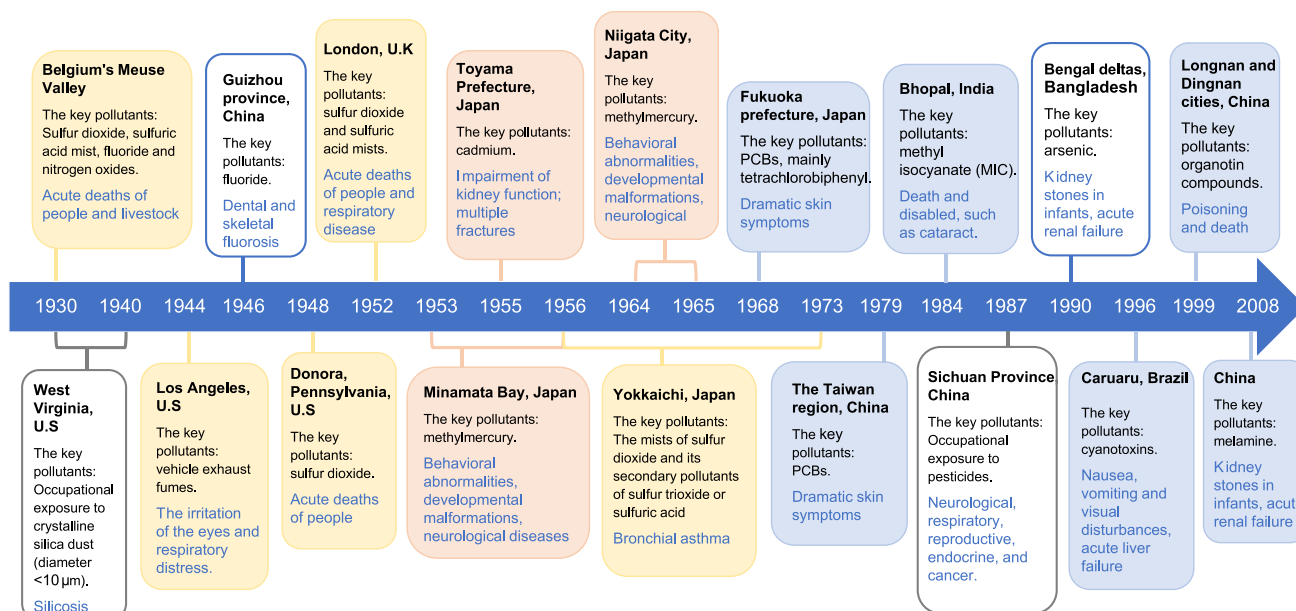 Belgium's Meuse
Valley
The key pollutants:
Sulfur dioxide, sulfuric
acid mist, fluoride and
nitrogen oxides.
Acute deaths of
people and livestock
Guizhou
province,
China
The key
pollutants:
fluoride.
Dental and
skeletal
fluorosis
London, U.K
The key
pollutants:
sulfur dioxide
and sulfuric
acid mists.
Acute deaths
of people and
respiratory
disease
Toyama
Prefecture,
Japan
The key pollutants:
cadmium.
Impairment of
kidney function;
multiple
fractures
Niigata City,
Japan
The key
pollutants:
methylmercury.
Behavioral
abnormalities,
developmental
malformations,
neurological
Fukuoka
prefecture, Japan
The key pollutants:
PCBs, mainly
tetrachlorobiphenyl.
Dramatic skin
symptoms
Bhopal, India
The key
pollutants:
methyl
isocyanate (MIC).
Death and
disabled, such
as cataract.
Bengal deltas,
Bangladesh
The key
pollutants:
arsenic.
Kidney
stones in
infants, acute
renal failure
Longnan and
Dingnan
cities, China
The key
pollutants:
organotin
compounds.
Poisoning
and death
1930 1940 1944 1946 1948 1952 1953 1955 1956 1964 1965 1968 1973 1979 1984 1987 1990 1996 1999 2008
West
Virginia,
U.S
The key
pollutants:
Occupational
exposure to
crystalline
silica dust
(diameter
<10 μm).
Silicosis
Los Angeles,
U.S
The key
pollutants:
vehicle exhaust
fumes.
The irritation
of the eyes and
respiratory
distress.
Donora,
Pennsylvania,
U.S
The key
pollutants:
sulfur dioxide.
Acute deaths
of people
Minamata Bay, Japan
The key pollutants:
methylmercury.
Behavioral
abnormalities,
developmental
malformations,
neurological diseases
Yokkaichi, Japan
The key pollutants:
The mists of sulfur
dioxide and its
secondary pollutants
of sulfur trioxide or
sulfuric acid
Bronchial asthma
The Taiwan
region, China
The key
pollutants:
PCBs.
Dramatic skin
symptoms
Sichuan Province,
China
The key
pollutants:
Occupational
exposure to
pesticides.
Neurological,
respiratory,
reproductive,
endocrine, and
cancer.
Caruaru, Brazil
The key
pollutants:
cyanotoxins.
Nausea,
vomiting and
visual
disturbances,
acute liver
failure
China
The key
pollutants:
melamine.
Kidney
stones in
infants, acute
renal failure